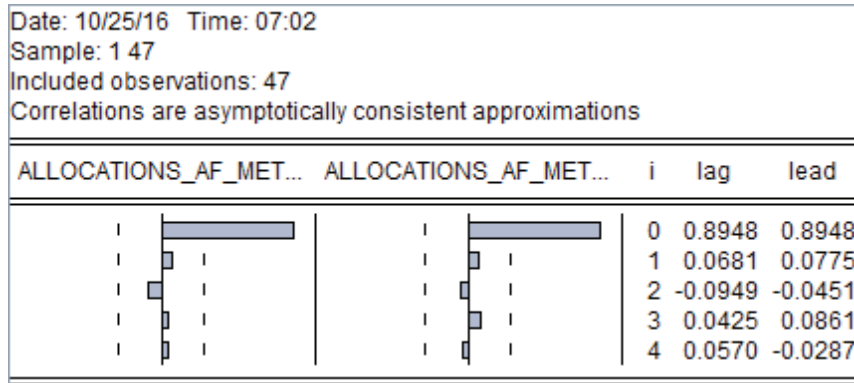 Date: 10/25/16 Time: 07:02
Sample: 1 47
Included observations: 47
Correlations are asymptotically consistent approximations
ALLOCATIONS_AF_MET... ALLOCATIONS_AF_MET... i lag lead
0 0.8948 0.8948
1 0.0681 0.0775
2 -0.0949 -0.0451
3 0.0425 0.0861
4 0.0570 -0.0287